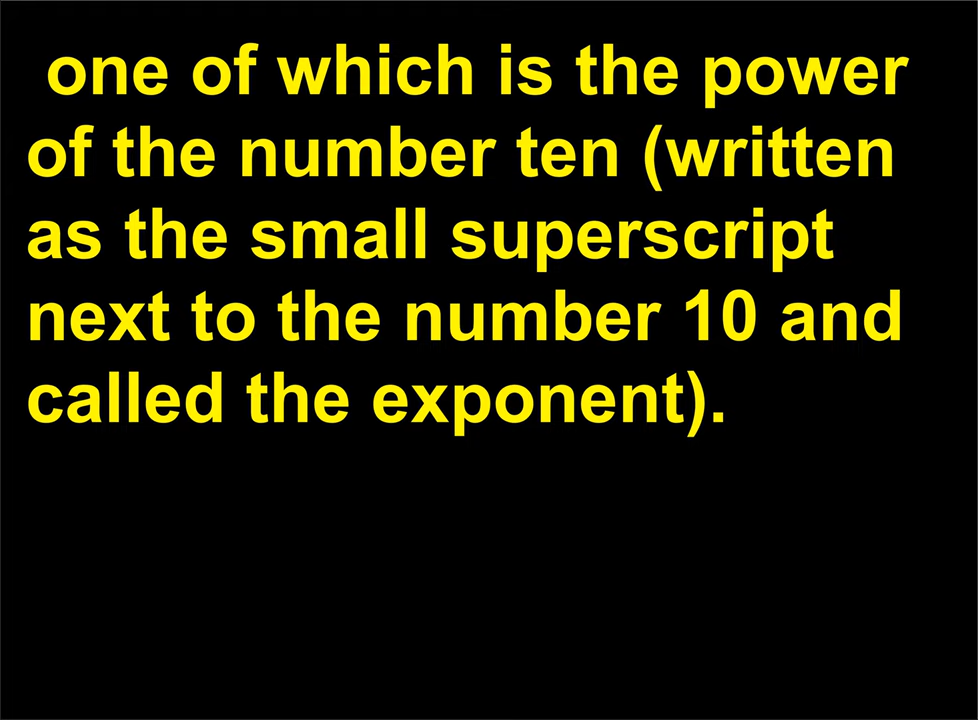 one of which is the power
of the number ten (written
as the small superscript
next to the number 10 and
called the exponent).